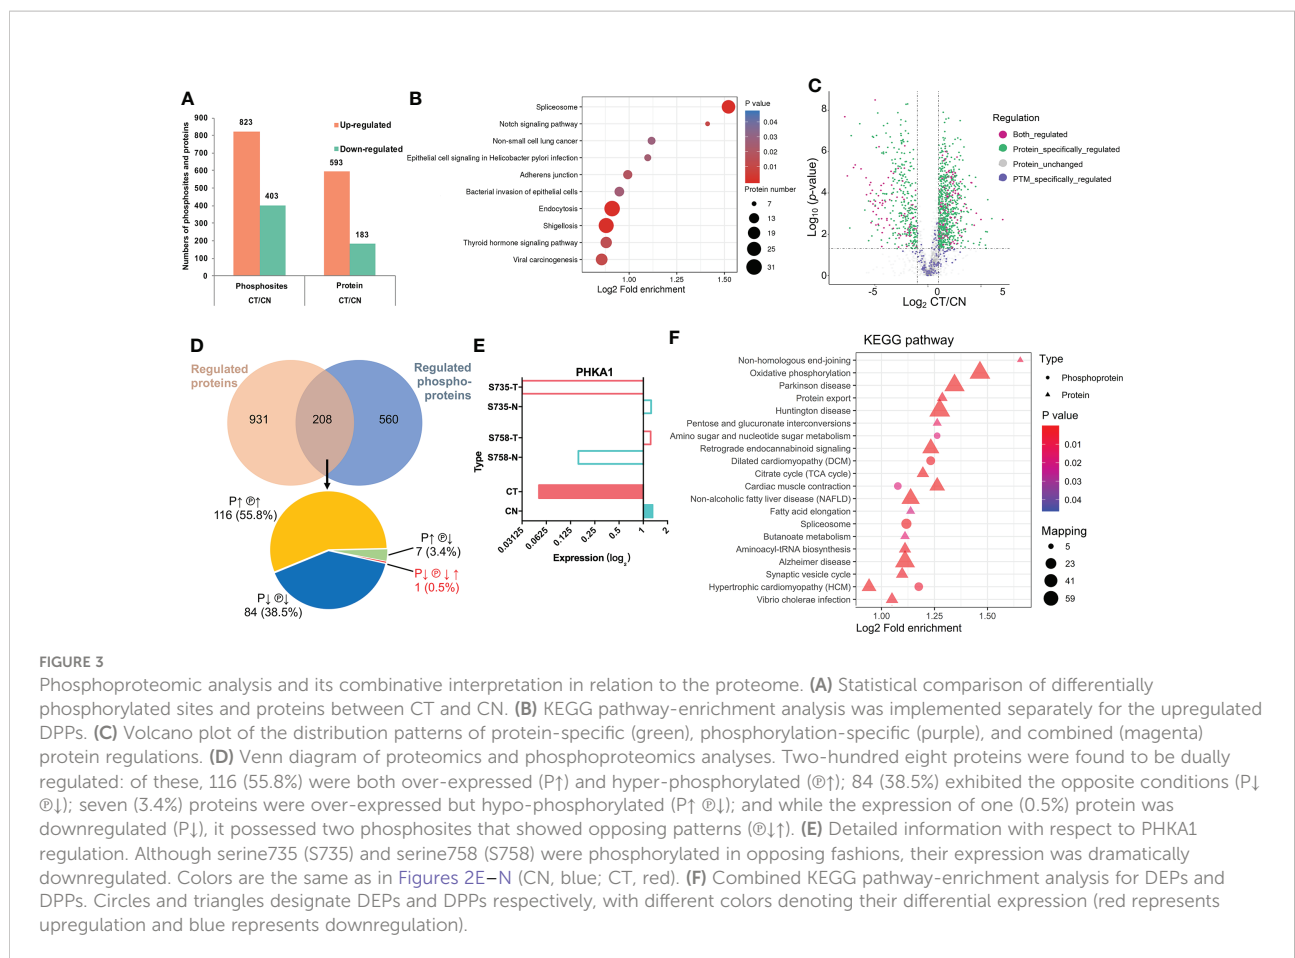 A
Numbers of phosphosites and proteins
900
800
700
600
500
400
300
200
100
0
823
403
593
183
Up-regulated
Down-regulated
Phosphosites
Protein
CT/CN
CT/CN
B
Spliceosome
Notch signaling pathway
Non-small cell lung cancer
Epithelial cell signaling in Helicobacter pylori infection
Adherens junction
Bacterial invasion of epithelial cells
Endocytosis
Shigellosis
Thyroid hormone signaling pathway
Viral carcinogenesis
1.00 1.25 1.50
Log2 Fold enrichment
P value
0.04
0.03
0.02
0.01
Protein number
7
13
19
25
31
C
Log10 (p-value)
8
6
4
2
0
-5 0 5
Log2 CT/CN
Regulation
Both_regulated
Protein_specifically_regulated
Protein_unchanged
PTM_specifically_regulated
D
Regulated
proteins
Regulated
phospho-
proteins
931 208 560
P↑ ℗↑
116 (55.8%)
P↑ ℗↓
7 (3.4%)
P↓ ℗↓ ↑
1 (0.5%)
P↓ ℗↓
84 (38.5%)
E
PHKA1
Type
S735-T
S735-N
S758-T
S758-N
CT
CN
0.03125 0.0625 0.125 0.25 0.5 1 2
Expression (log2)
F
KEGG pathway
Non-homologous end-joining
Oxidative phosphorylation
Parkinson disease
Protein export
Huntington disease
Pentose and glucuronate interconversions
Amino sugar and nucleotide sugar metabolism
Retrograde endocannabinoid signaling
Dilated cardiomyopathy (DCM)
Citrate cycle (TCA cycle)
Cardiac muscle contraction
Non-alcoholic fatty liver disease (NAFLD)
Fatty acid elongation
Spliceosome
Butanoate metabolism
Aminoacyl-tRNA biosynthesis
Alzheimer disease
Synaptic vesicle cycle
Hypertrophic cardiomyopathy (HCM)
Vibrio cholerae infection
1.00 1.25 1.50
Log2 Fold enrichment
Type
Phosphoprotein
Protein
P value
0.01
0.02
0.03
0.04
Mapping
5
23
41
59
FIGURE 3
Phosphoproteomic analysis and its combinative interpretation in relation to the proteome. (A) Statistical comparison of differentially
phosphorylated sites and proteins between CT and CN. (B) KEGG pathway-enrichment analysis was implemented separately for the upregulated
DPPs. (C) Volcano plot of the distribution patterns of protein-specific (green), phosphorylation-specific (purple), and combined (magenta)
protein regulations. (D) Venn diagram of proteomics and phosphoproteomics analyses. Two-hundred eight proteins were found to be dually
regulated: of these, 116 (55.8%) were both over-expressed (P↑) and hyper-phosphorylated (℗↑); 84 (38.5%) exhibited the opposite conditions (P↓
℗↓); seven (3.4%) proteins were over-expressed but hypo-phosphorylated (P↑ ℗↓); and while the expression of one (0.5%) protein was
downregulated (P↓), it possessed two phosphosites that showed opposing patterns (℗↓↑). (E) Detailed information with respect to PHKA1
regulation. Although serine735 (S735) and serine758 (S758) were phosphorylated in opposing fashions, their expression was dramatically
downregulated. Colors are the same as in Figures 2E–N (CN, blue; CT, red). (F) Combined KEGG pathway-enrichment analysis for DEPs and
DPPs. Circles and triangles designate DEPs and DPPs respectively, with different colors denoting their differential expression (red represents
upregulation and blue represents downregulation).